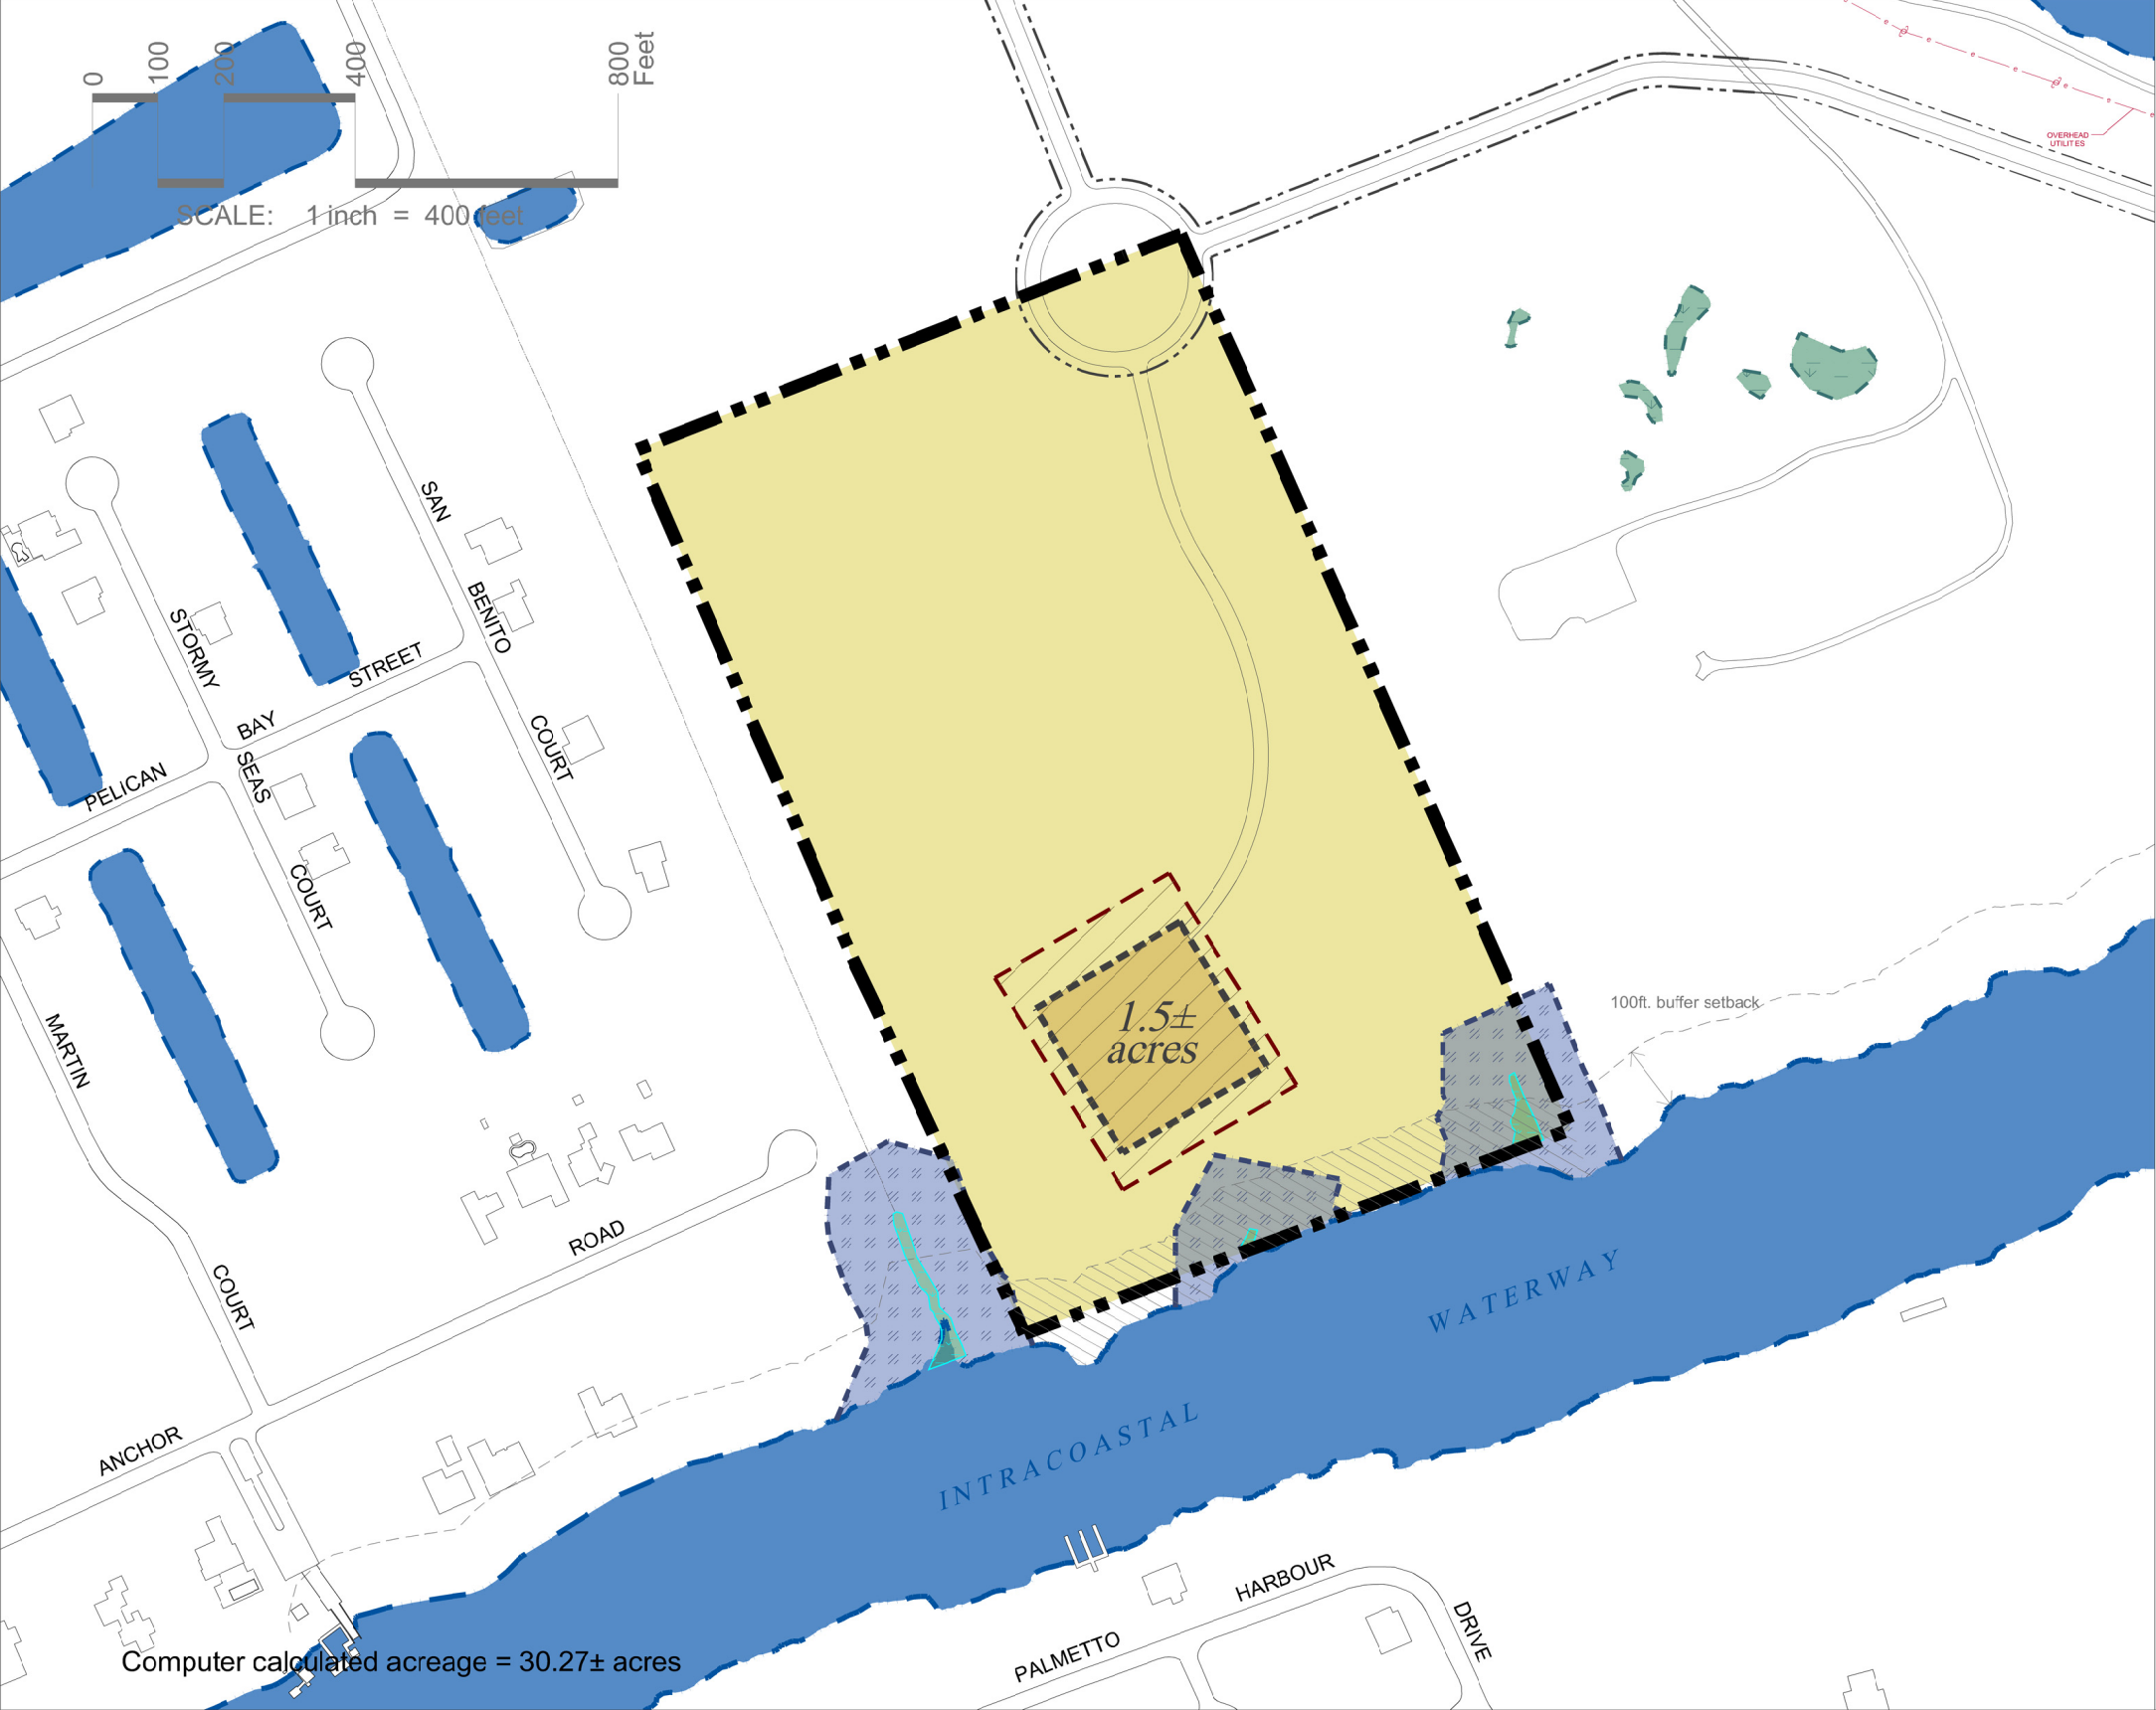 0
100
200
400
800
Feet
SCALE: 1 inch = 400 feet
OVERHEAD
UTILITES
SAN
BENITO
COURT
STORMY
SEAS
COURT
PELICAN
BAY
STREET
MARTIN
COURT
1.5±
acres
100ft. buffer setback
ANCHOR
ROAD
INTRACOASTAL
WATERWAY
PALMETTO
HARBOUR
DRIVE
Computer calculated acreage = 30.27± acres